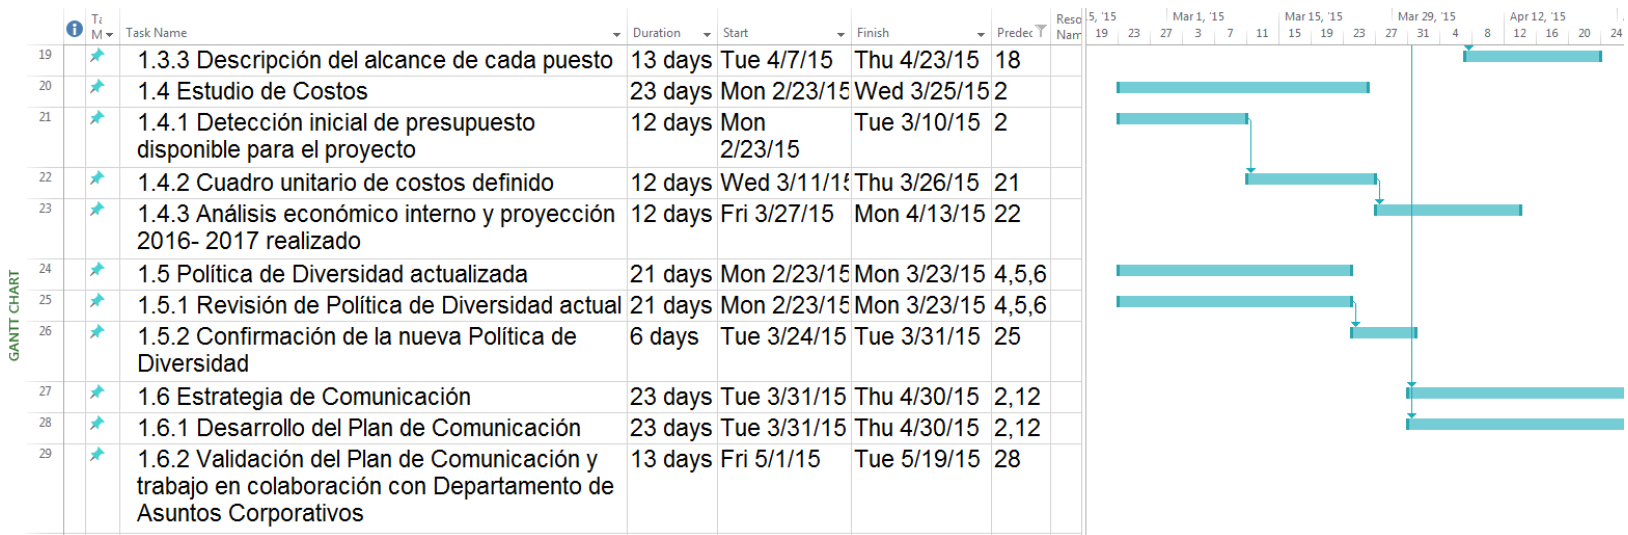 Ta
M
Task Name Duration Start Finish Predec
Reso
Nam
5, '15 Mar 1, '15 Mar 15, '15 Mar 29, '15 Apr 12, '15
19 23 27 3 7 11 15 19 23 27 31 4 8 12 16 20 24
19 1.3.3 Descripción del alcance de cada puesto 13 days Tue 4/7/15 Thu 4/23/15 18
20 1.4 Estudio de Costos 23 days Mon 2/23/15 Wed 3/25/15 2
21 1.4.1 Detección inicial de presupuesto 12 days Mon Tue 3/10/15 2
disponible para el proyecto 2/23/15
22 1.4.2 Cuadro unitario de costos definido 12 days Wed 3/11/15 Thu 3/26/15 21
23 1.4.3 Análisis económico interno y proyección 12 days Fri 3/27/15 Mon 4/13/15 22
2016- 2017 realizado
24 1.5 Política de Diversidad actualizada 21 days Mon 2/23/15 Mon 3/23/15 4,5,6
25 1.5.1 Revisión de Política de Diversidad actual 21 days Mon 2/23/15 Mon 3/23/15 4,5,6
26 1.5.2 Confirmación de la nueva Política de 6 days Tue 3/24/15 Tue 3/31/15 25
Diversidad
27 1.6 Estrategia de Comunicación 23 days Tue 3/31/15 Thu 4/30/15 2,12
28 1.6.1 Desarrollo del Plan de Comunicación 23 days Tue 3/31/15 Thu 4/30/15 2,12
29 1.6.2 Validación del Plan de Comunicación y 13 days Fri 5/1/15 Tue 5/19/15 28
trabajo en colaboración con Departamento de
Asuntos Corporativos
GANTT CHART